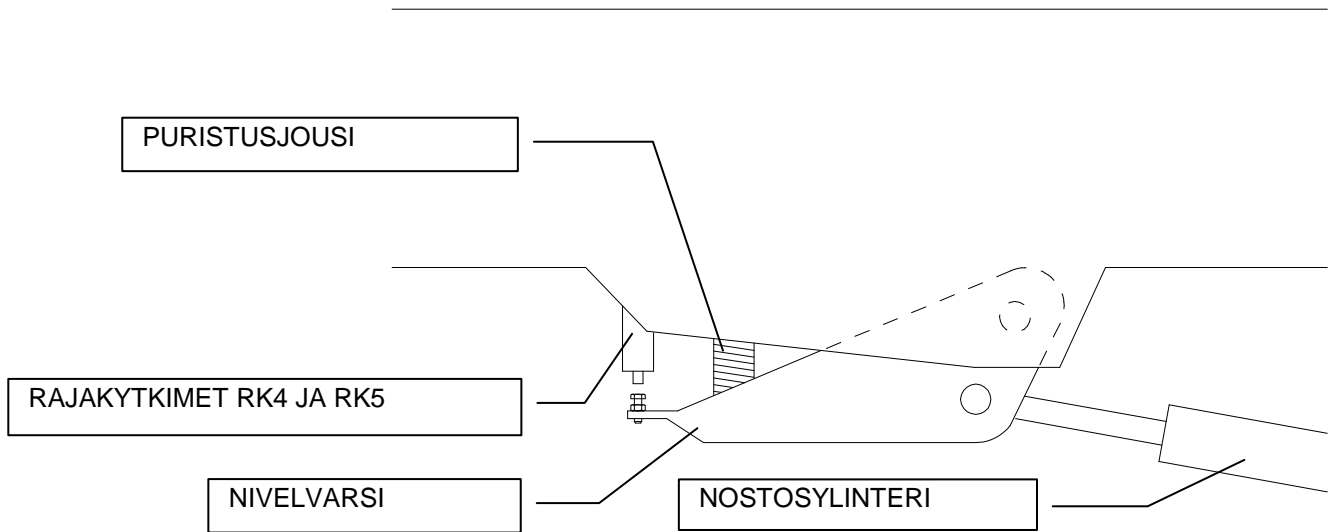 PURISTUSJOUSI
RAJAKYTKIMET RK4 JA RK5
NIVELVARSI
NOSTOSYLINTERI